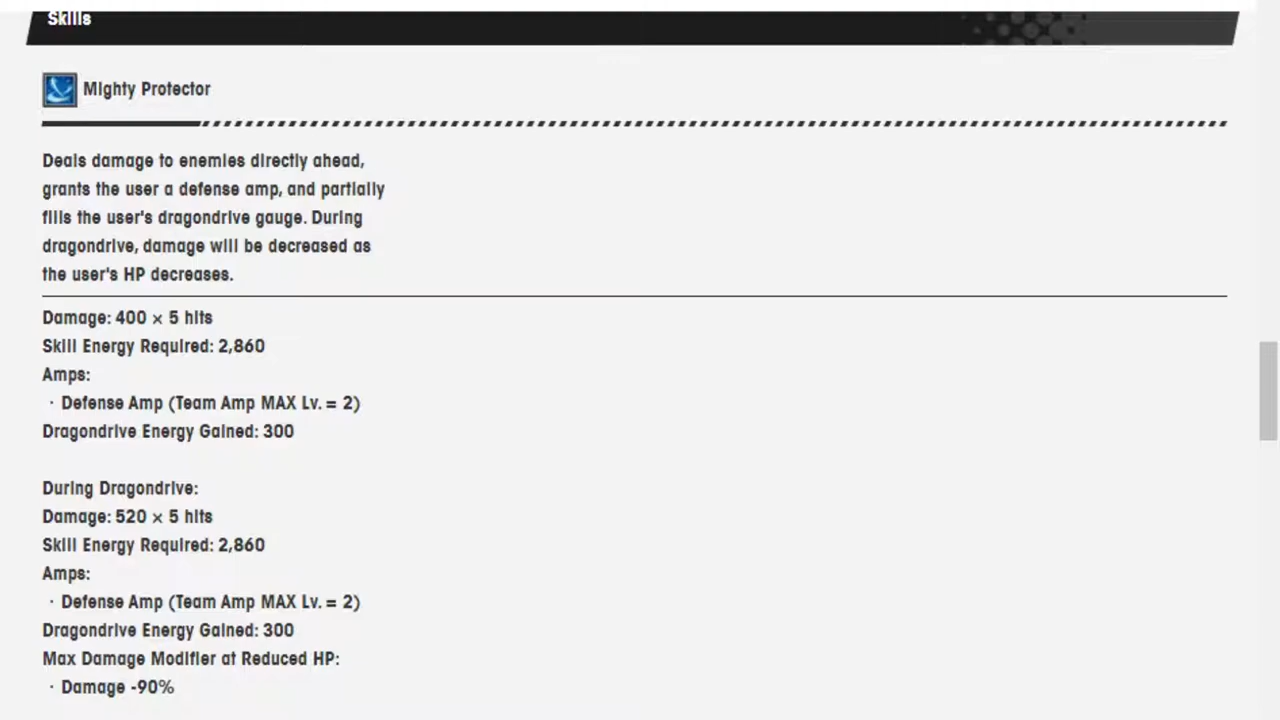 Skills
Mighty Protector
Deals damage to enemies directly ahead,
grants the user a defense amp, and partially
fills the user's dragondrive gauge. During
dragondrive, damage will be decreased as
the user's HP decreases.
Damage: 400 × 5 hits
Skill Energy Required: 2,860
Amps:
・Defense Amp (Team Amp MAX Lv. = 2)
Dragondrive Energy Gained: 300
During Dragondrive:
Damage: 520 × 5 hits
Skill Energy Required: 2,860
Amps:
・Defense Amp (Team Amp MAX Lv. = 2)
Dragondrive Energy Gained: 300
Max Damage Modifier at Reduced HP:
・Damage -90%